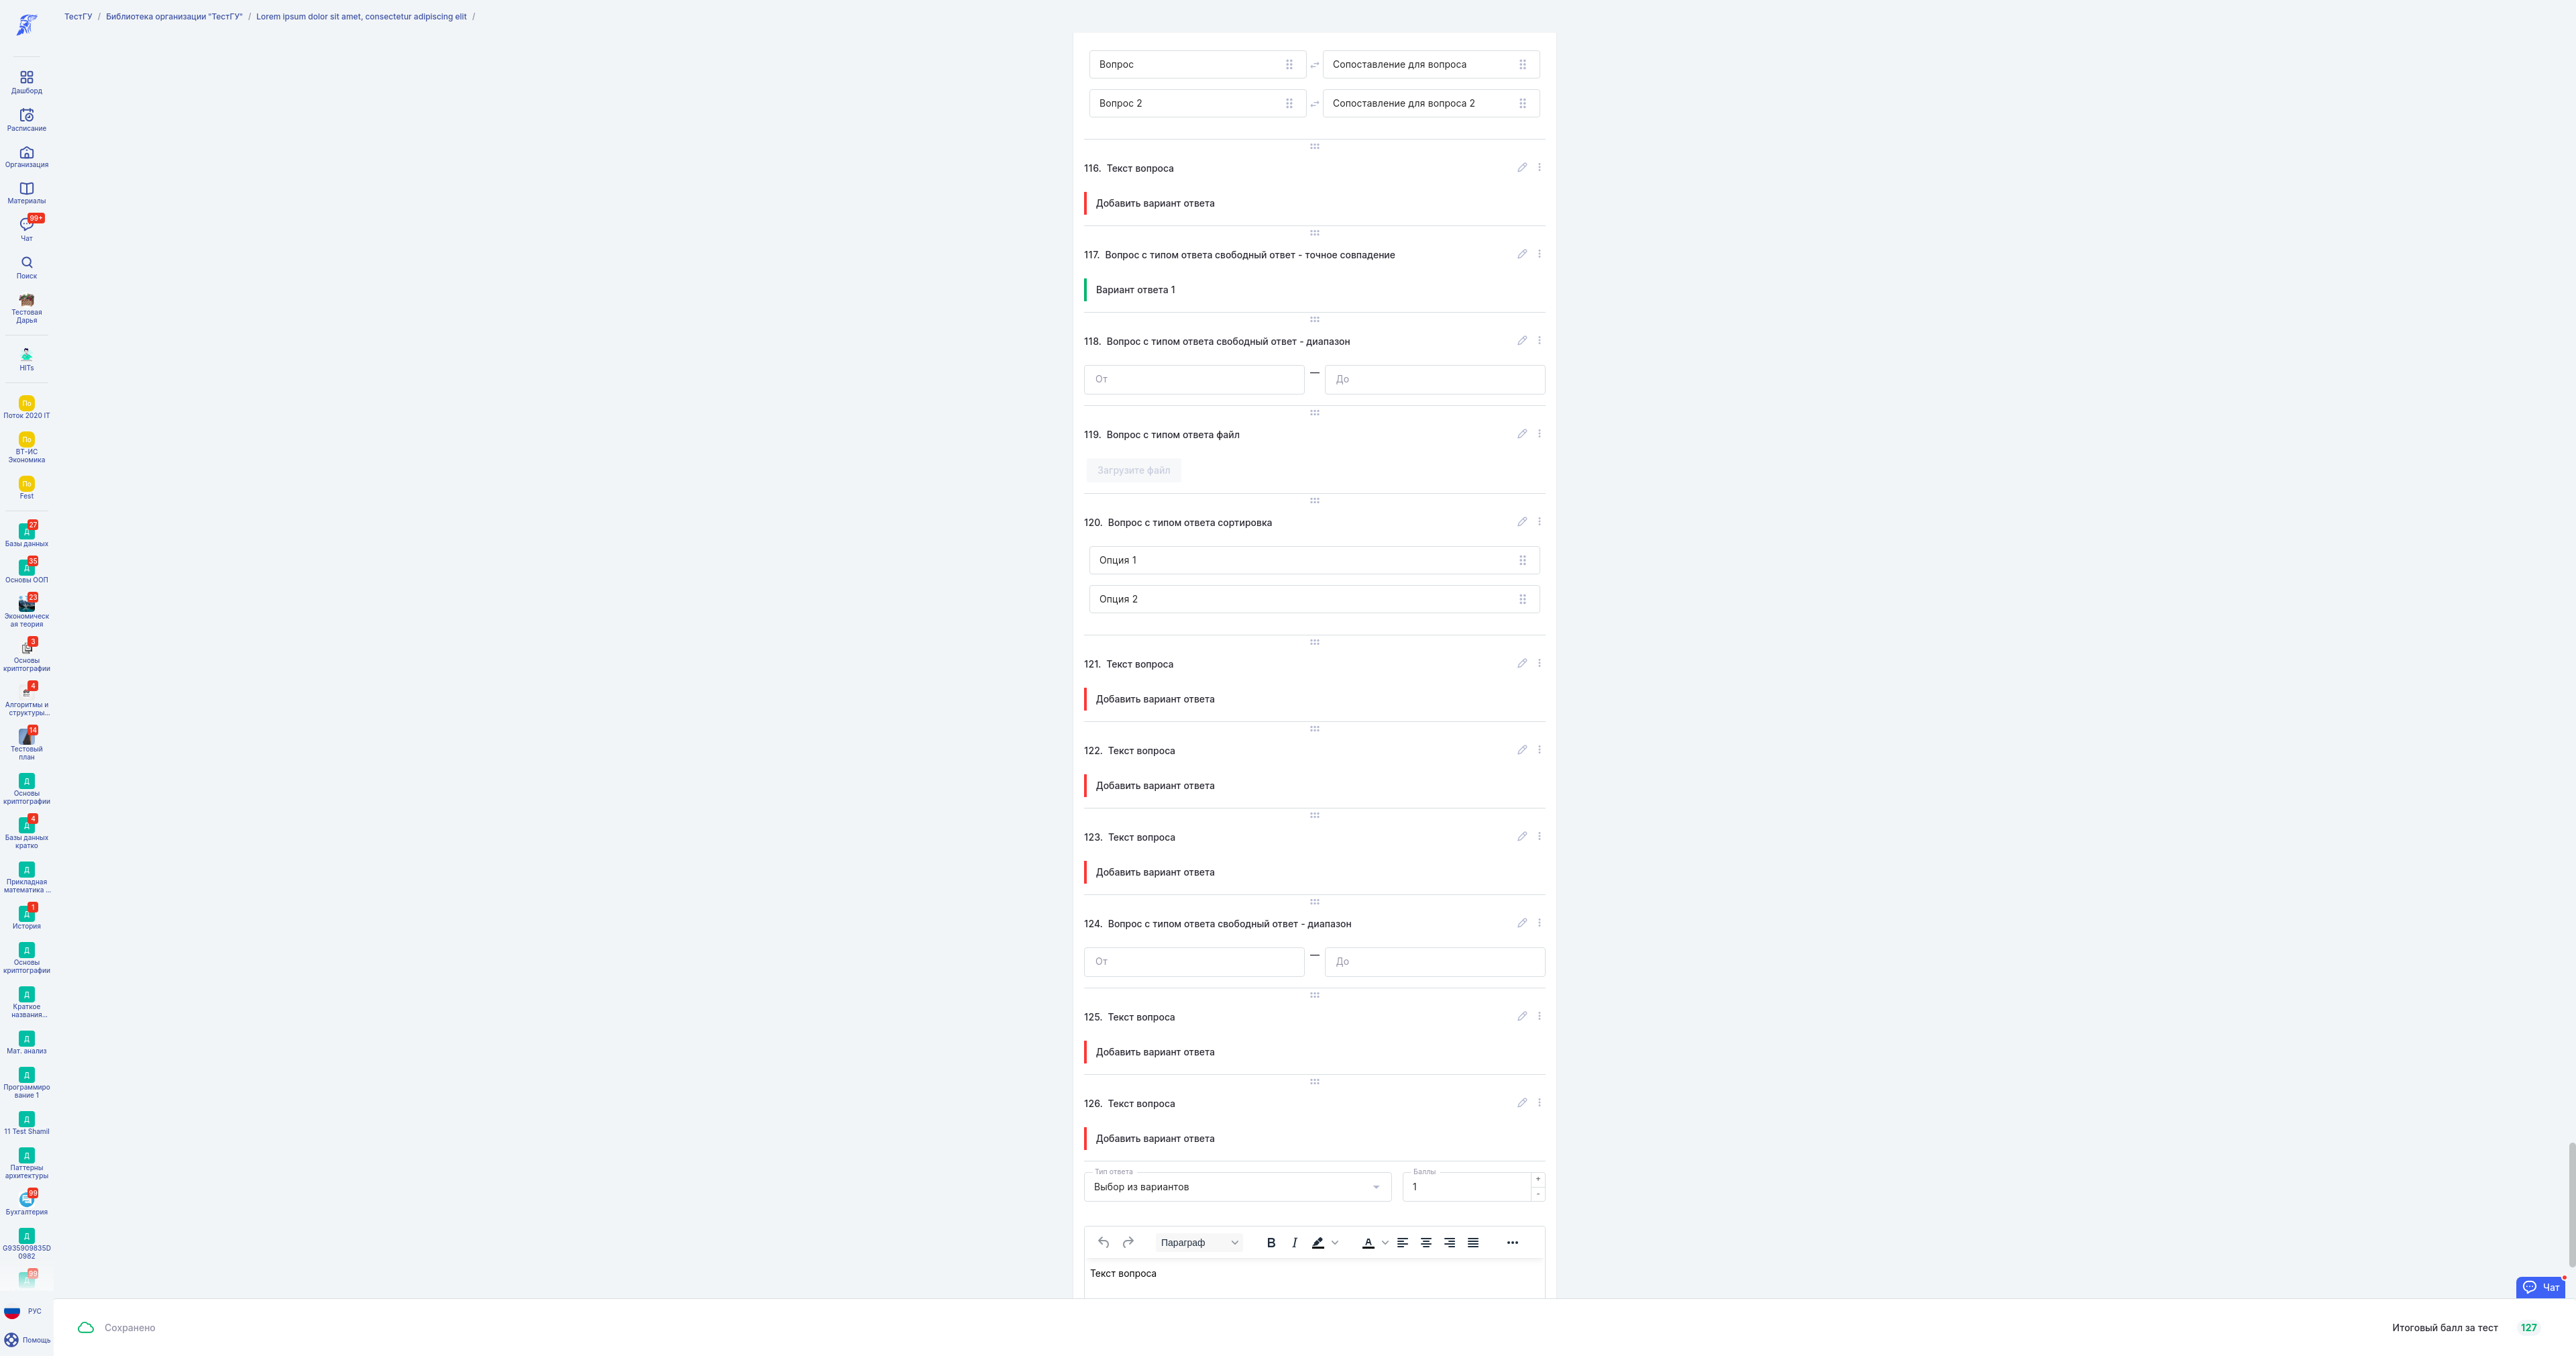 ТестГУ / Библиотека организации "ТестГУ" / Lorem ipsum dolor sit amet, consectetur adipiscing elit /
Дашборд
Расписание
Организация
Материалы
99+
Чат
Поиск
Тестовая
Дарья
HITs
По
Поток 2020 IT
По
ВТ-ИС
Экономика
По
Fest
27
Д
Базы данных
35
Д
Основы ООП
23
Экономическ
ая теория
3
Основы
криптографии
4
Алгоритмы и
структуры...
14
Тестовый
план
Д
Основы
криптографии
4
Д
Базы данных
кратко
Д
Прикладная
математика ...
1
Д
История
Д
Основы
криптографии
Д
Краткое
названия...
Д
Мат. анализ
Д
Программиро
вание 1
Д
11 Test Shamil
Д
Паттерны
архитектуры
99
Бухгалтерия
Д
G935909835D
0982
99
Д
РУС
Помощь
Вопрос
Сопоставление для вопроса
Вопрос 2
Сопоставление для вопроса 2
116. Текст вопроса
Добавить вариант ответа
117. Вопрос с типом ответа свободный ответ - точное совпадение
Вариант ответа 1
118. Вопрос с типом ответа свободный ответ - диапазон
От — До
119. Вопрос с типом ответа файл
Загрузите файл
120. Вопрос с типом ответа сортировка
Опция 1
Опция 2
121. Текст вопроса
Добавить вариант ответа
122. Текст вопроса
Добавить вариант ответа
123. Текст вопроса
Добавить вариант ответа
124. Вопрос с типом ответа свободный ответ - диапазон
От — До
125. Текст вопроса
Добавить вариант ответа
126. Текст вопроса
Добавить вариант ответа
Тип ответа
Выбор из вариантов
Баллы
1
+
-
Параграф B I A
Текст вопроса
Чат
Сохранено
Итоговый балл за тест 127